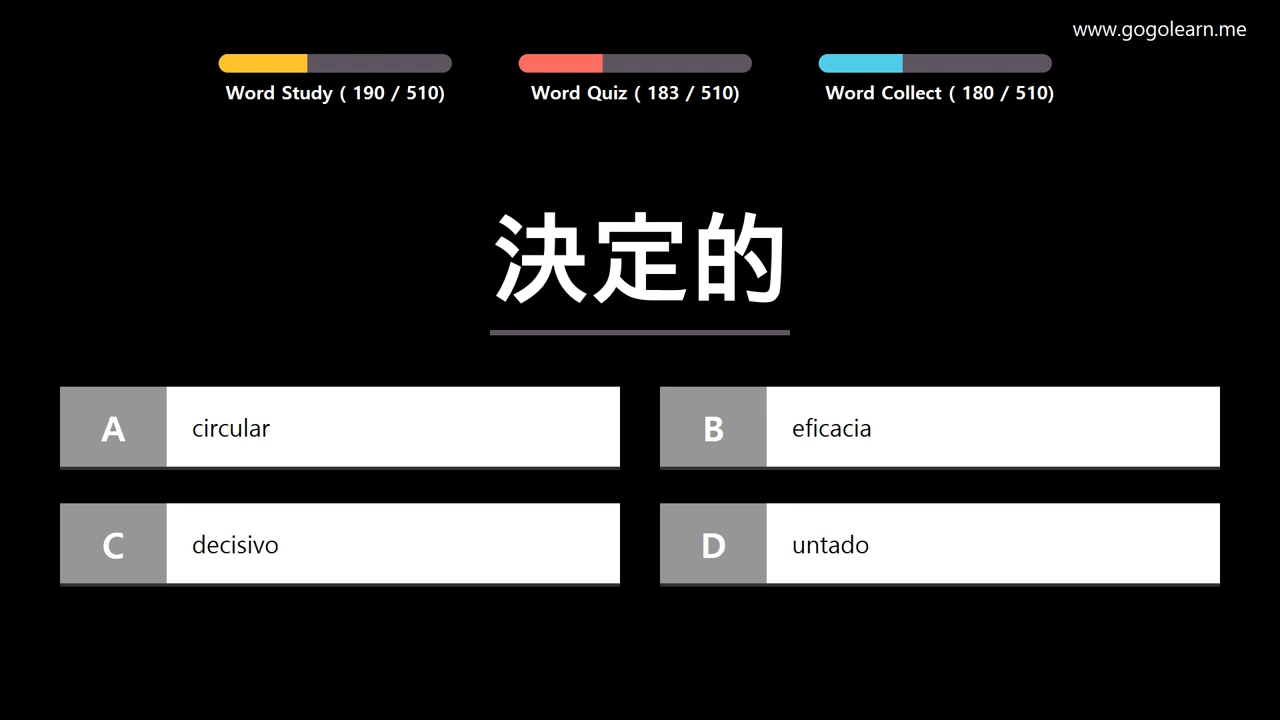 www.gogolearn.me
Word Study ( 190 / 510)
Word Quiz ( 183 / 510)
Word Collect ( 180 / 510)
決定的
A circular
B eficacia
C decisivo
D untado